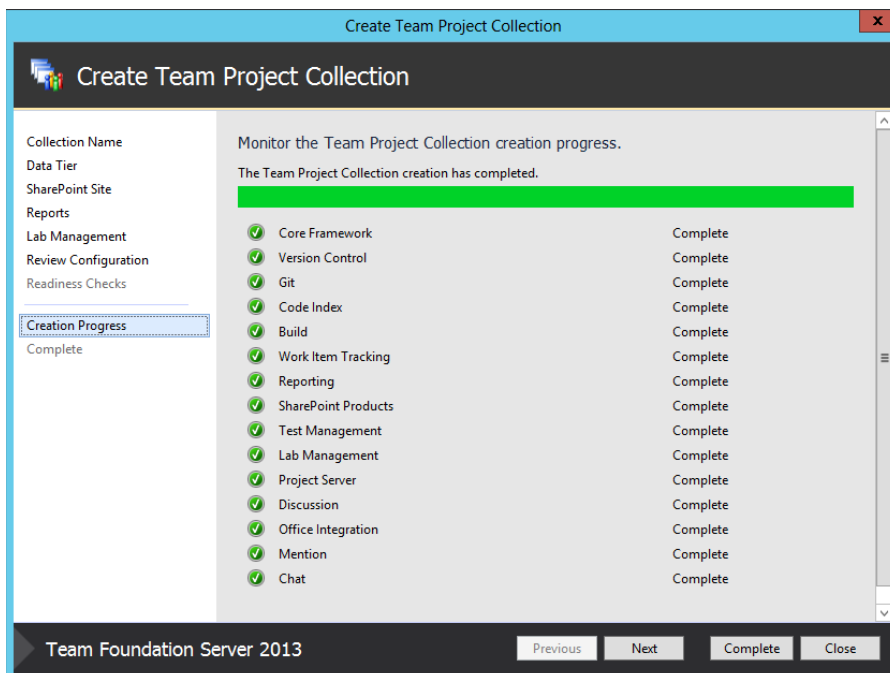 Create Team Project Collection
x
Create Team Project Collection
Collection Name
Data Tier
SharePoint Site
Reports
Lab Management
Review Configuration
Readiness Checks
Creation Progress
Complete
Monitor the Team Project Collection creation progress.
The Team Project Collection creation has completed.
Core Framework Complete
Version Control Complete
Git Complete
Code Index Complete
Build Complete
Work Item Tracking Complete
Reporting Complete
SharePoint Products Complete
Test Management Complete
Lab Management Complete
Project Server Complete
Discussion Complete
Office Integration Complete
Mention Complete
Chat Complete
Team Foundation Server 2013 Previous Next Complete Close